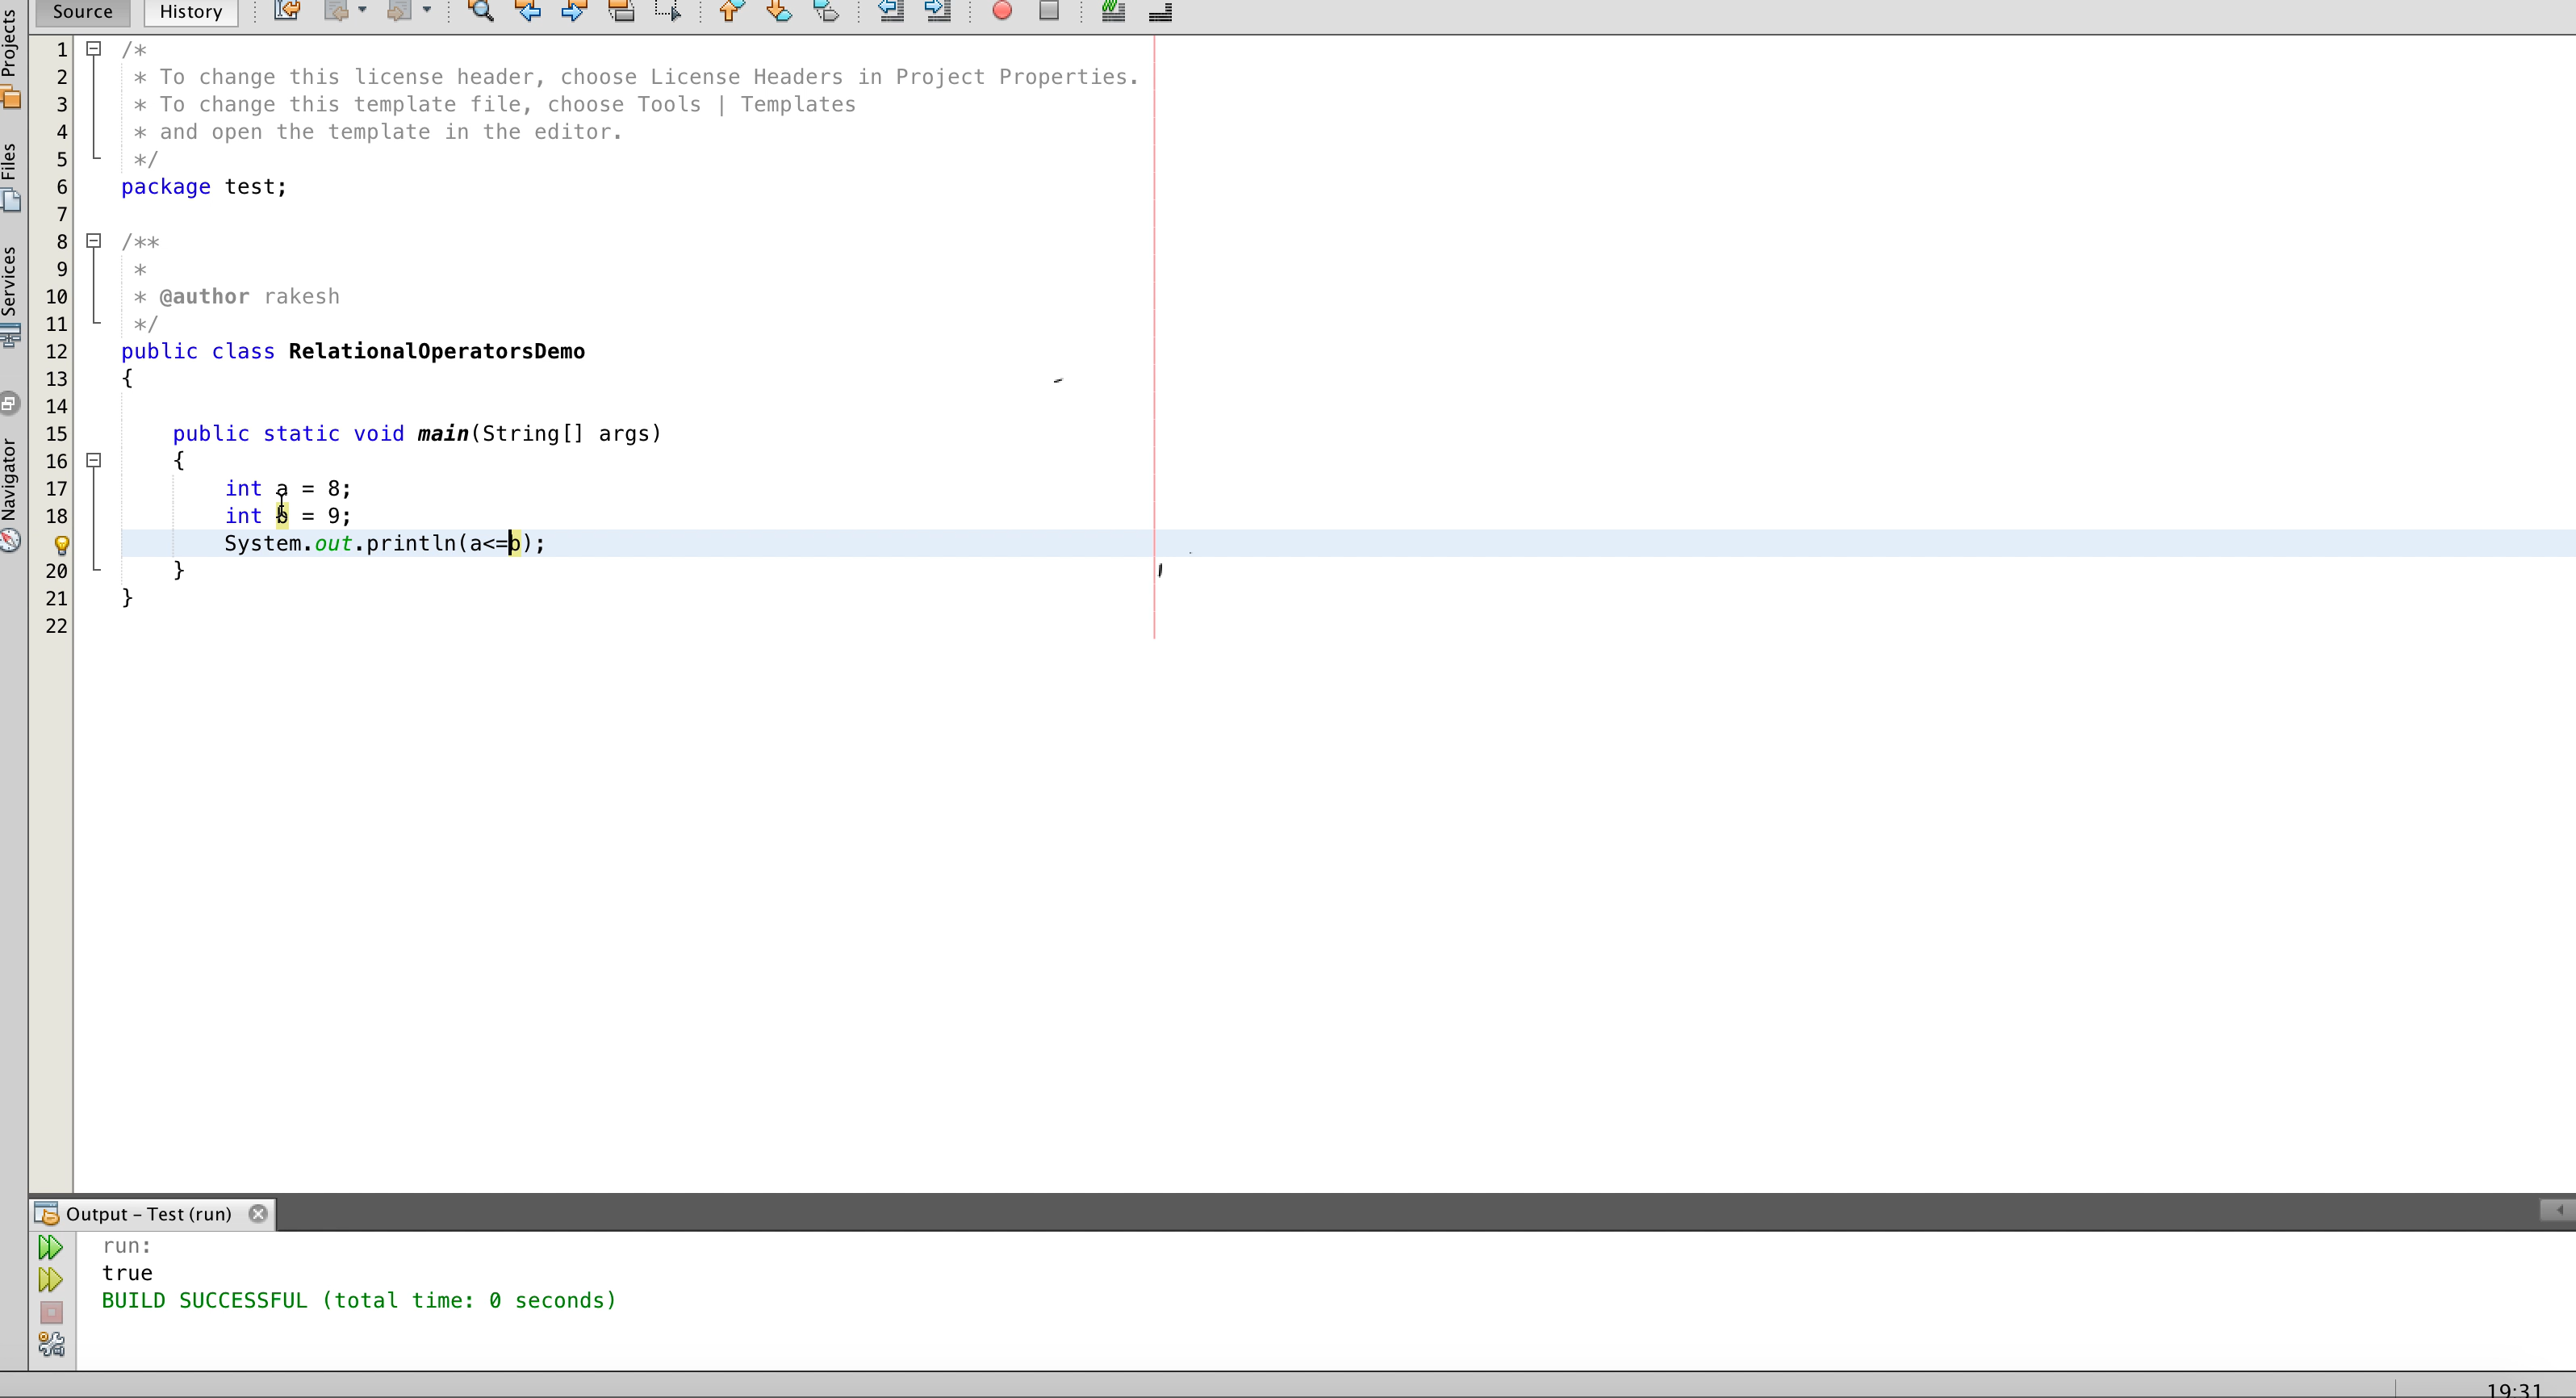 Source History
Projects
Files
Services
Navigator
1 /*
2 * To change this license header, choose License Headers in Project Properties.
3 * To change this template file, choose Tools | Templates
4 * and open the template in the editor.
5 */
6 package test;
7
8 /**
9 *
10 * @author rakesh
11 */
12 public class RelationalOperatorsDemo
13 {
14
15 public static void main(String[] args)
16 {
17 int a = 8;
18 int b = 9;
System.out.println(a<=b);
20 }
21 }
22
Output – Test (run)
run:
true
BUILD SUCCESSFUL (total time: 0 seconds)
19:31